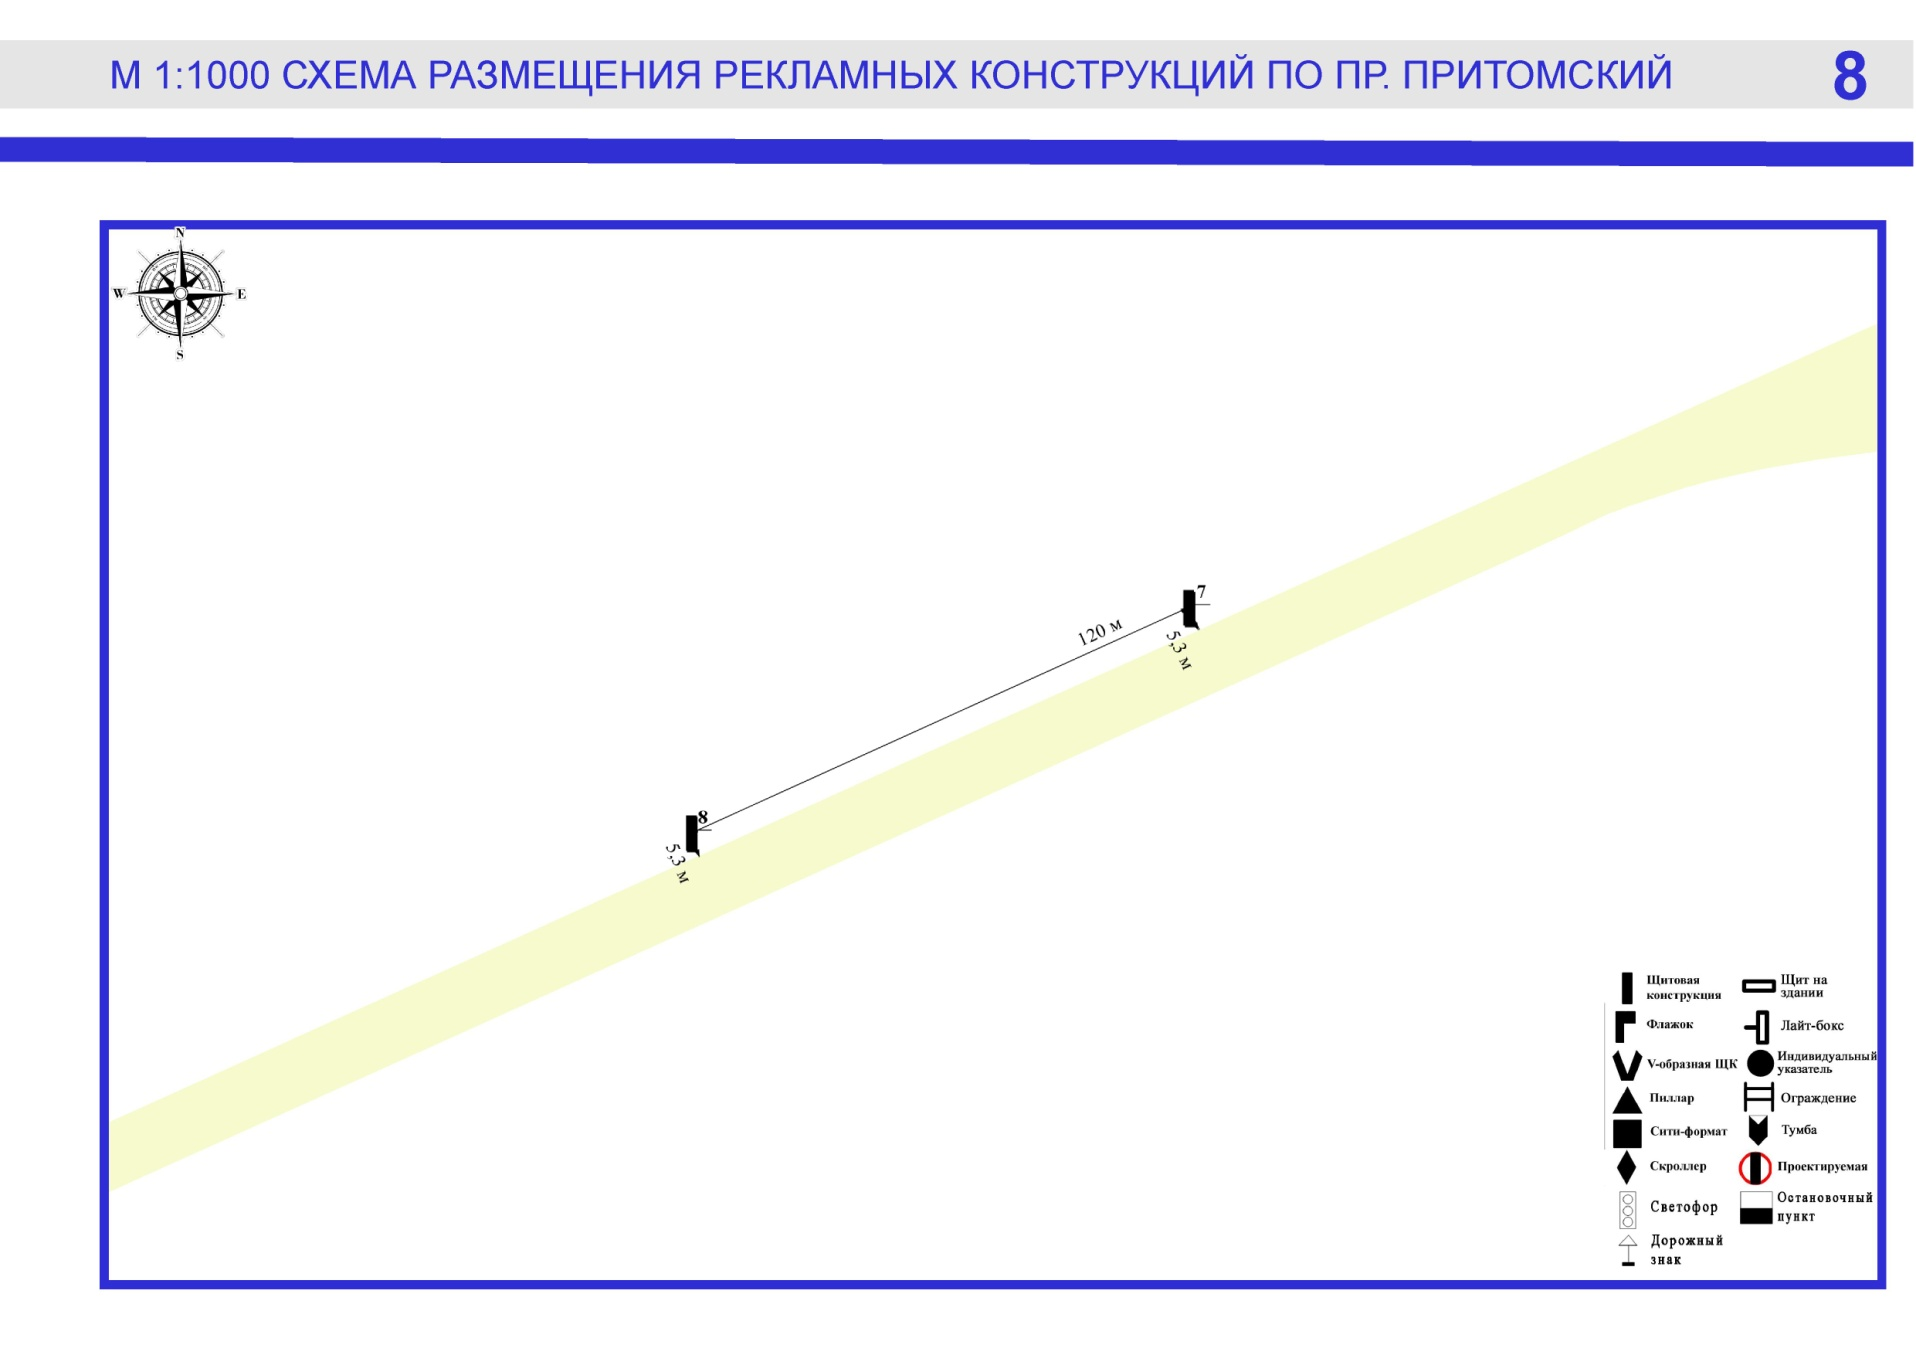 М 1:1000 СХЕМА РАЗМЕЩЕНИЯ РЕКЛАМНЫХ КОНСТРУКЦИЙ ПО ПР. ПРИТОМСКИЙ
8
N
W
E
S
7
120 м
5,3 м
8
5,3 м
Щитовая
конструкция
Щит на
здании
Флажок
Лайт-бокс
V-образная ЩК
Индивидуальный
указатель
Пиллар
Ограждение
Сити-формат
Тумба
Скроллер
Проектируемая
Светофор
Остановочный
пункт
Дорожный
знак